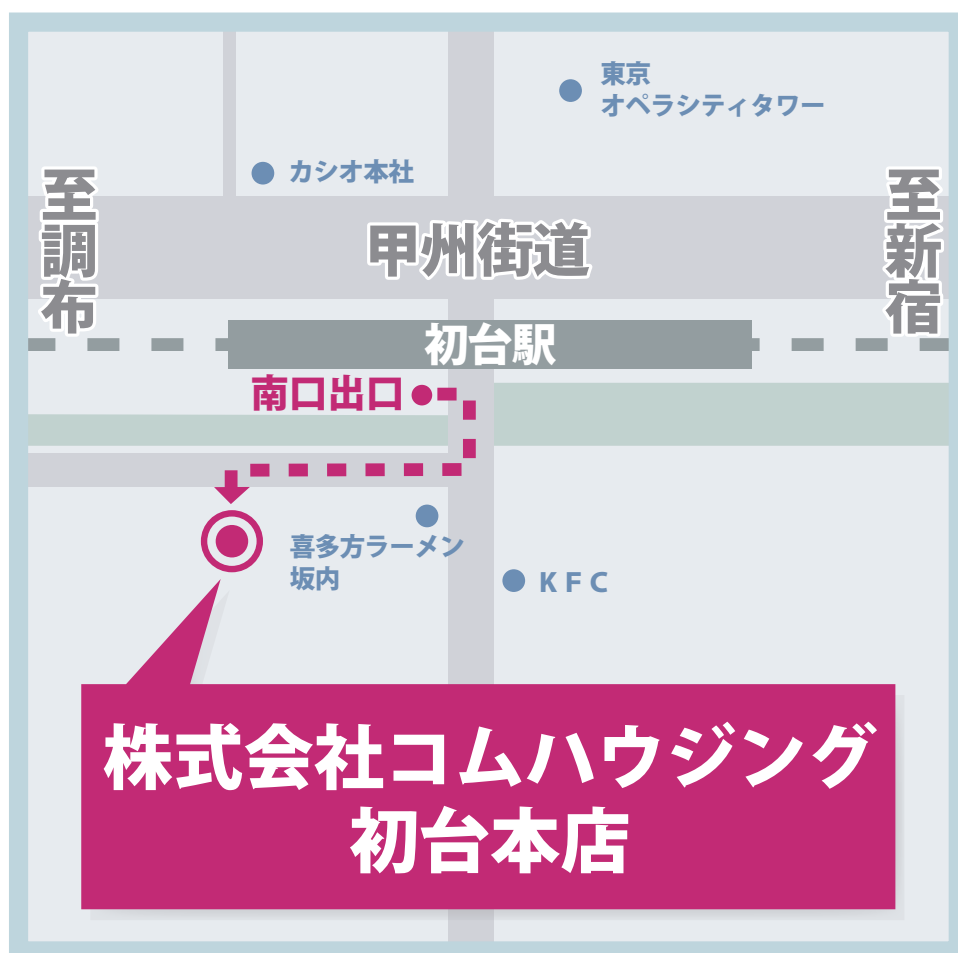 東京
オペラシティタワー
カシオ本社
至調布
甲州街道
至新宿
初台駅
南口出口
喜多方ラーメン
坂内
KFC
株式会社コムハウジング
初台本店